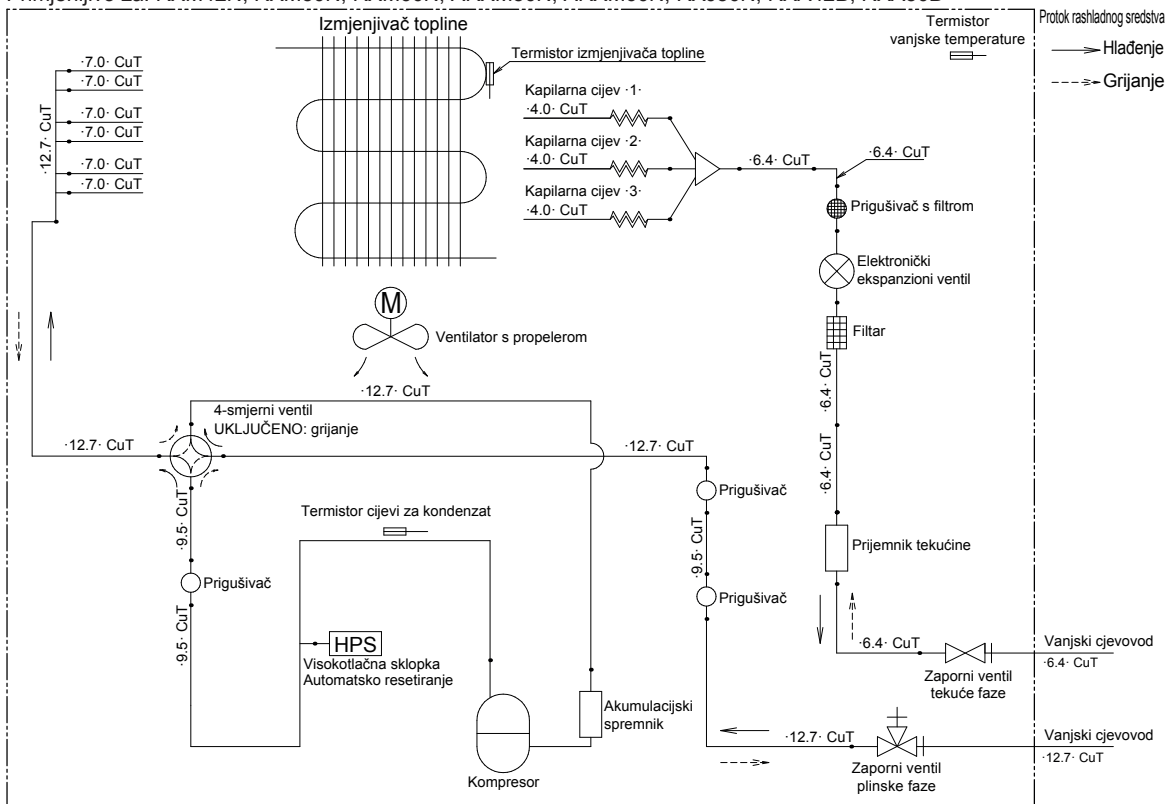 Izmjenjivač topline
Termistor izmjenjivača topline
Termistor
vanjske temperature
Protok rashladnog sredstva
Hlađenje
Grijanje
·7.0· CuT
·7.0· CuT
·7.0· CuT
·7.0· CuT
·7.0· CuT
·7.0· CuT
·12.7· CuT
Kapilarna cijev ·1·
·4.0· CuT
Kapilarna cijev ·2·
·4.0· CuT
Kapilarna cijev ·3·
·4.0· CuT
·6.4· CuT
·6.4· CuT
Prigušivač s filtrom
Elektronički
ekspanzioni ventil
Filtar
·6.4· CuT
·6.4· CuT
M
Ventilator s propelerom
·12.7· CuT
4-smjerni ventil
UKLJUČENO: grijanje
·12.7· CuT
·12.7· CuT
·9.5· CuT
Prigušivač
·9.5· CuT
Termistor cijevi za kondenzat
HPS
Visokotlačna sklopka
Automatsko resetiranje
Kompresor
Akumulacijski
spremnik
Prigušivač
·9.5· CuT
Prigušivač
Prijemnik tekućine
·6.4· CuT
Zaporni ventil
tekuće faze
Vanjski cjevovod
·6.4· CuT
·12.7· CuT
Zaporni ventil
plinske faze
Vanjski cjevovod
·12.7· CuT